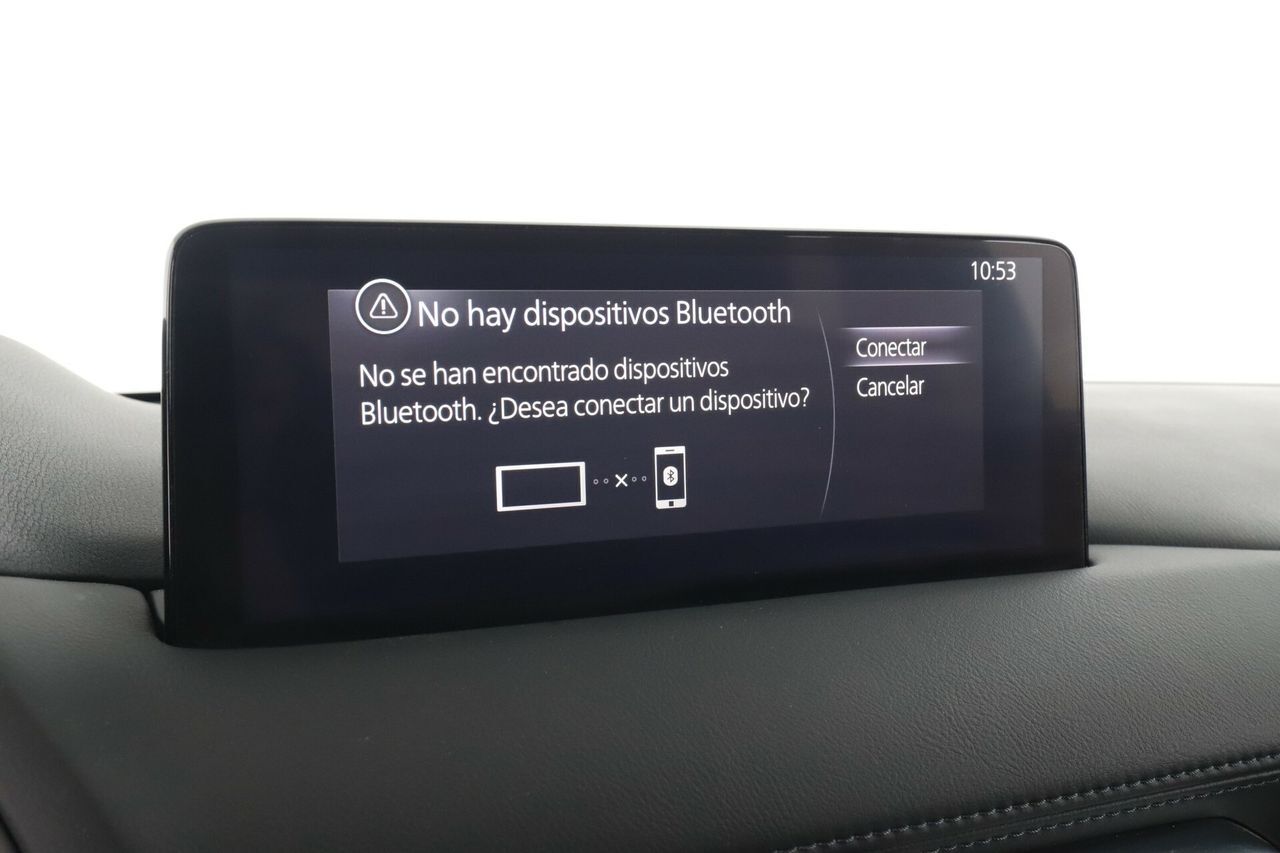 10:53
No hay dispositivos Bluetooth
No se han encontrado dispositivos
Bluetooth. ¿Desea conectar un dispositivo?
Conectar
Cancelar